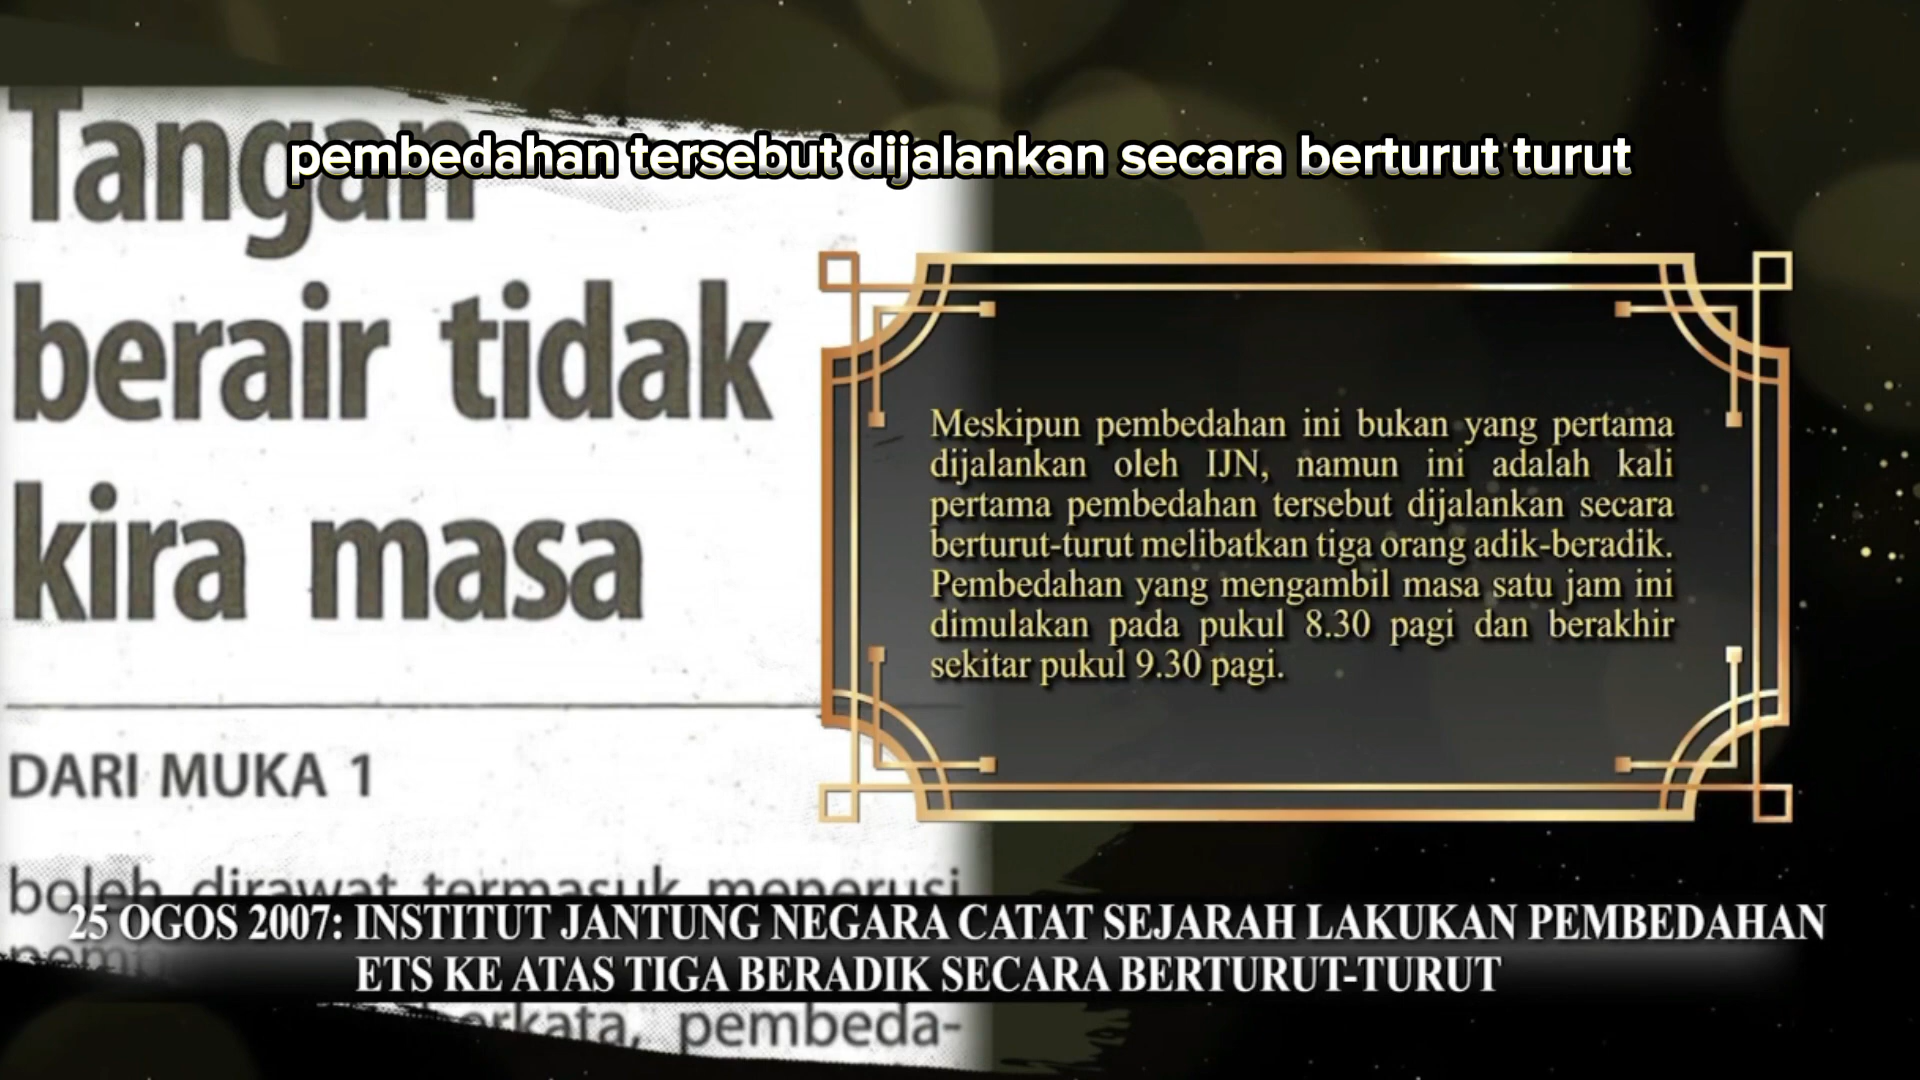 pembedahan tersebut dijalankan secara berturut turut
Tangan
berair tidak
kira masa
DARI MUKA 1
Meskipun pembedahan ini bukan yang pertama
dijalankan oleh IJN, namun ini adalah kali
pertama pembedahan tersebut dijalankan secara
berturut-turut melibatkan tiga orang adik-beradik.
Pembedahan yang mengambil masa satu jam ini
dimulakan pada pukul 8.30 pagi dan berakhir
sekitar pukul 9.30 pagi.
boleh dirawat termasuk menerusi
25 OGOS 2007: INSTITUT JANTUNG NEGARA CATAT SEJARAH LAKUKAN PEMBEDAHAN
ETS KE ATAS TIGA BERADIK SECARA BERTURUT-TURUT
pembeda-